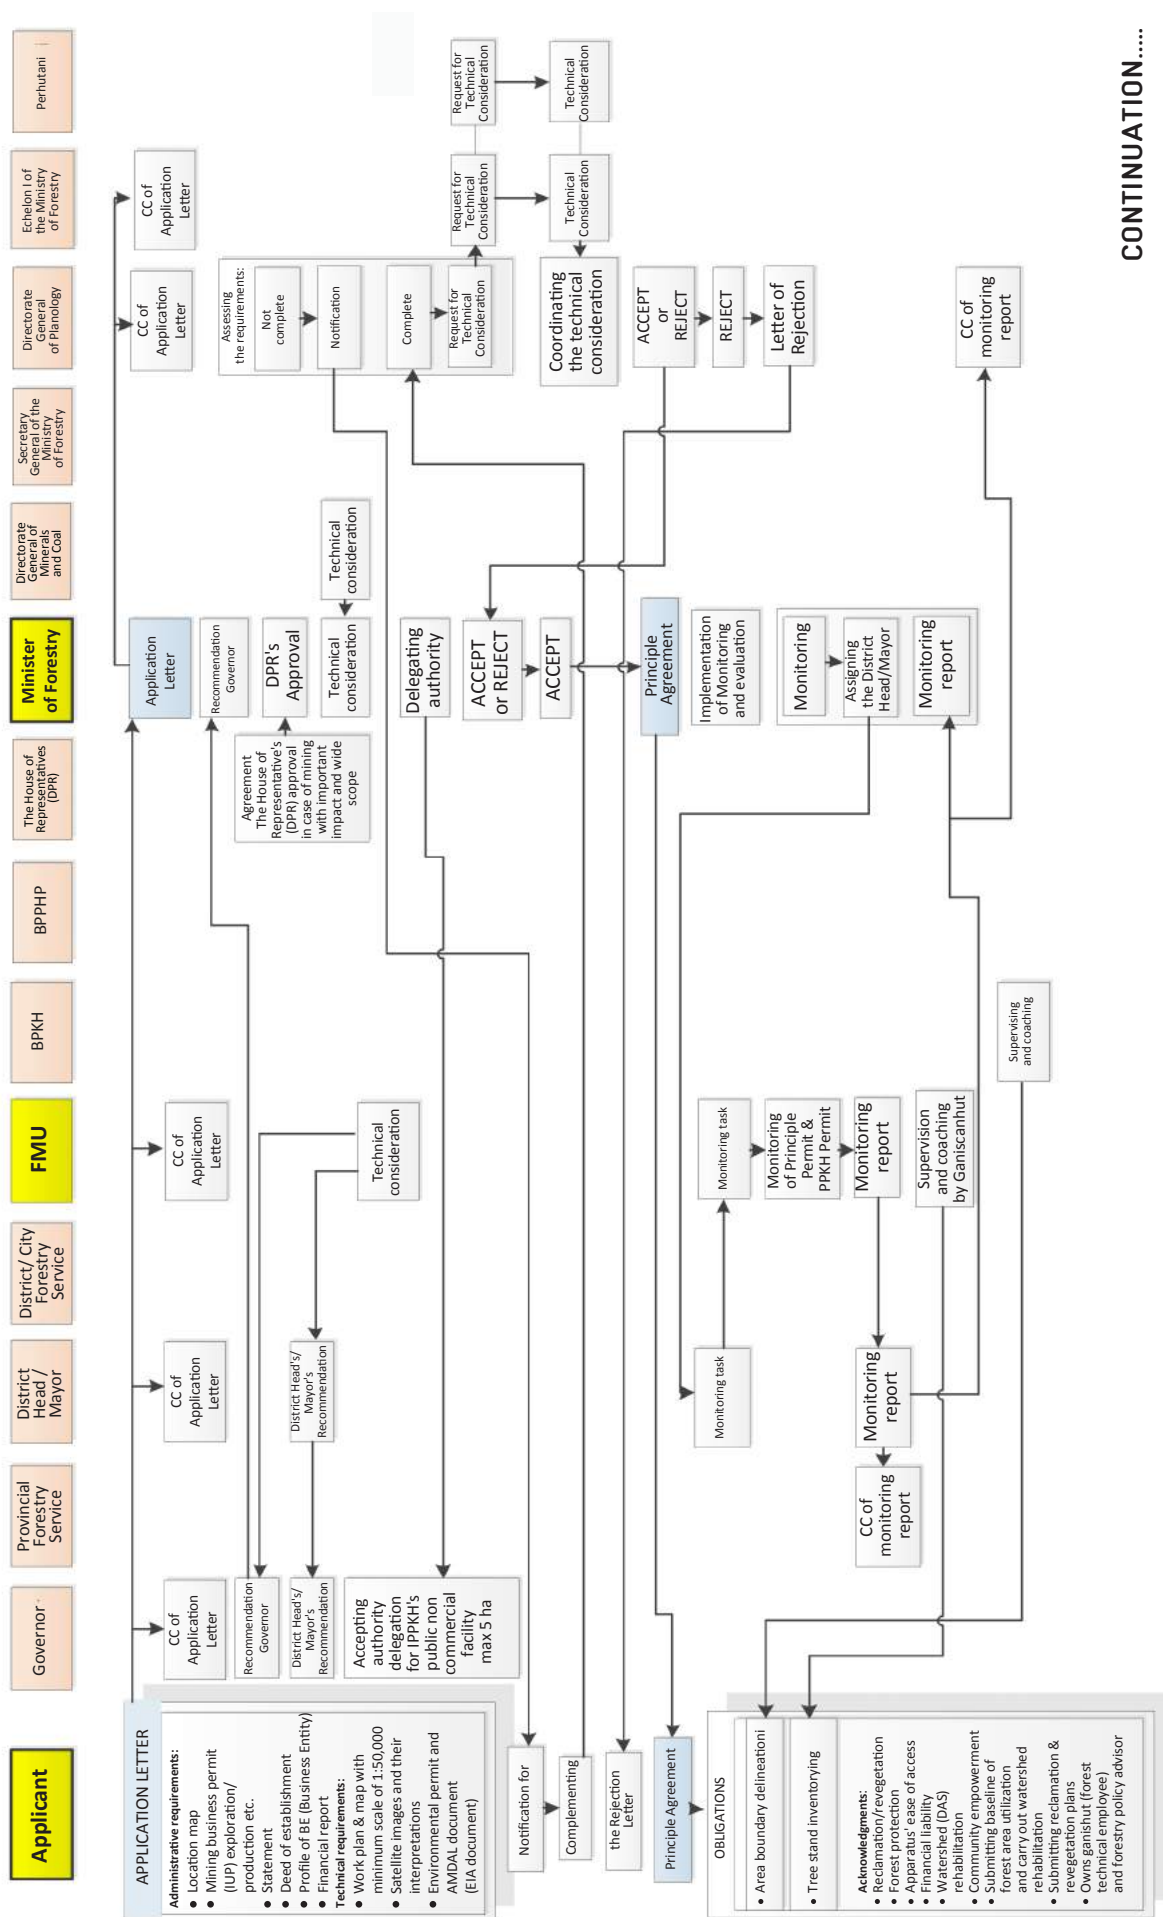 Applicant
Governor
Provincial
Forestry
Service
District
Head /
Mayor
District/ City
Forestry
Service
FMU
BPKH
BPPHP
The House of
Representatives
(DPR)
Minister
of Forestry
Directorate
General of
Minerals
and Coal
Secretary
General of the
Ministry
of Forestry
Directorate
General
of Planology
Echelon I of
the Ministry
of Forestry
Perhutani
APPLICATION LETTER
Administrative requirements:
• Location map
• Mining business permit
(IUP) exploration/
production etc.
• Statement
• Deed of establishment
• Profile of BE (Business Entity)
• Financial report
Technical requirements:
• Work plan & map with
minimum scale of 1:50,000
• Satellite images and their
interpretations
• Environmental permit and
AMDAL document
(EIA document)
CC of
Application
Letter
CC of
Application
Letter
CC of
Application
Letter
Application
Letter
CC of
Application
Letter
CC of
Application
Letter
Recommendation
Governor
Recommendation
Governor
District Head's/
Mayor's
Recommendation
District Head's/
Mayor's
Recommendation
Technical
consideration
Agreement
The House of
Representative's
(DPR) approval
in case of mining
with important
impact and wide
scope
DPR's
Approval
Technical
consideration
Technical
consideration
Assessing
the requirements:
Not
complete
Notification
Complete
Request for
Technical
Consideration
Request for
Technical
Consideration
Request for
Technical
Consideration
Technical
Consideration
Technical
Consideration
Coordinating
the technical
consideration
Accepting
authority
delegation
for IPPKH's
public non
commercial
facility
max 5 ha
Delegating
authority
ACCEPT
OR REJECT
ACCEPT
ACCEPT
or
REJECT
REJECT
Letter of
Rejection
Notification for
Complementing
the Rejection
Letter
Principle Agreement
Principle
Agreement
Implementation
of Monitoring
and evaluation
Monitoring
Assigning
the District
Head/Mayor
Monitoring
report
Monitoring task
Monitoring task
Monitoring
of Principle
Permit &
PPKH Permit
Monitoring
report
Monitoring
report
CC of
monitoring
report
CC of
monitoring
report
Supervision
and coaching
by Ganiscanhut
Supervising
and coaching
OBLIGATIONS
• Area boundary delineationi
• Tree stand inventorying
Acknowledgments:
• Reclamation/revegetation
• Forest protection
• Apparatus' ease of access
• Financial liability
• Watershed (DAS)
rehabilitation
• Community empowerment
• Submitting baseline of
forest area utilization
and carry out watershed
rehabilitation
• Submitting reclamation &
revegetation plans
• Owns ganishut (forest
technical employee)
and forestry policy advisor
CONTINUATION.....